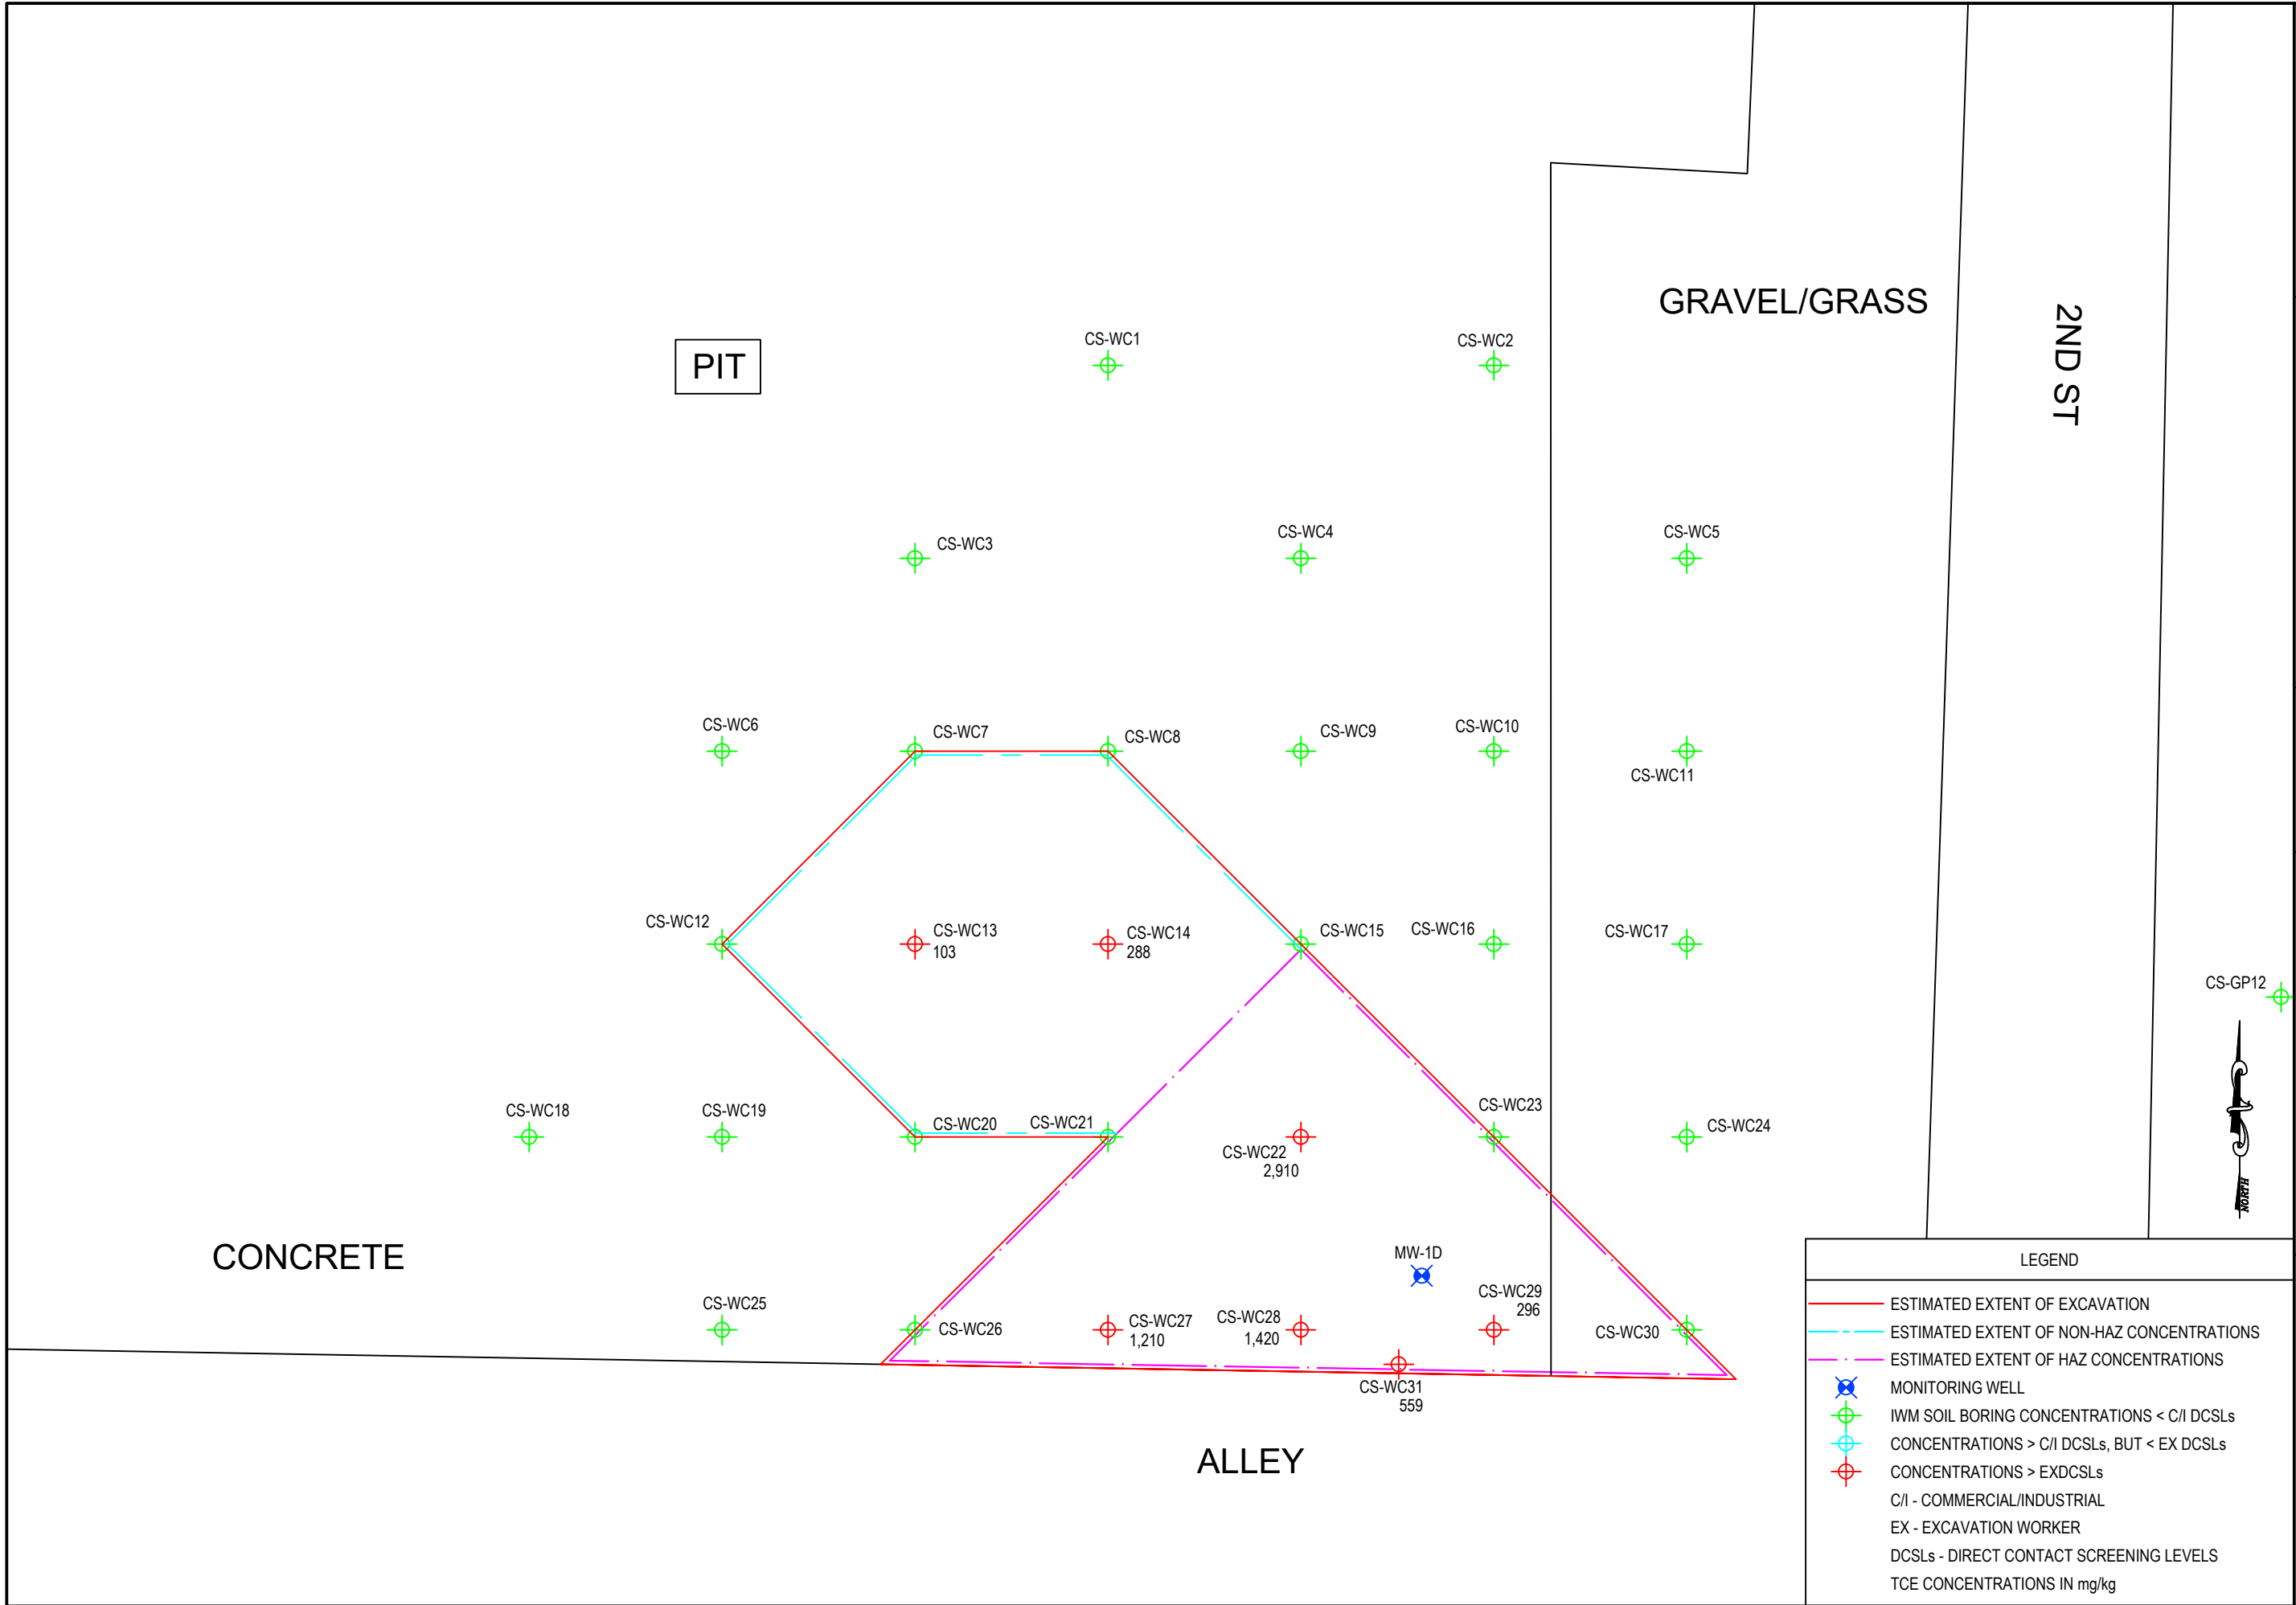 GRAVEL/GRASS
2ND ST
CS-WC1
CS-WC2
PIT
CS-WC3
CS-WC4
CS-WC5
CS-WC6
CS-WC7
CS-WC8
CS-WC9
CS-WC10
CS-WC11
CS-WC12
CS-WC13
103
CS-WC14
288
CS-WC15
CS-WC16
CS-WC17
CS-GP12
CS-WC18
CS-WC19
CS-WC20
CS-WC21
CS-WC22
2,910
CS-WC23
CS-WC24
NORTH
CONCRETE
MW-1D
CS-WC25
CS-WC26
CS-WC27
1,210
CS-WC28
1,420
CS-WC29
296
CS-WC30
CS-WC31
559
ALLEY
LEGEND
ESTIMATED EXTENT OF EXCAVATION
ESTIMATED EXTENT OF NON-HAZ CONCENTRATIONS
ESTIMATED EXTENT OF HAZ CONCENTRATIONS
MONITORING WELL
IWM SOIL BORING CONCENTRATIONS < C/I DCSLs
CONCENTRATIONS > C/I DCSLs, BUT < EX DCSLs
CONCENTRATIONS > EXDCSLs
C/I - COMMERCIAL/INDUSTRIAL
EX - EXCAVATION WORKER
DCSLs - DIRECT CONTACT SCREENING LEVELS
TCE CONCENTRATIONS IN mg/kg